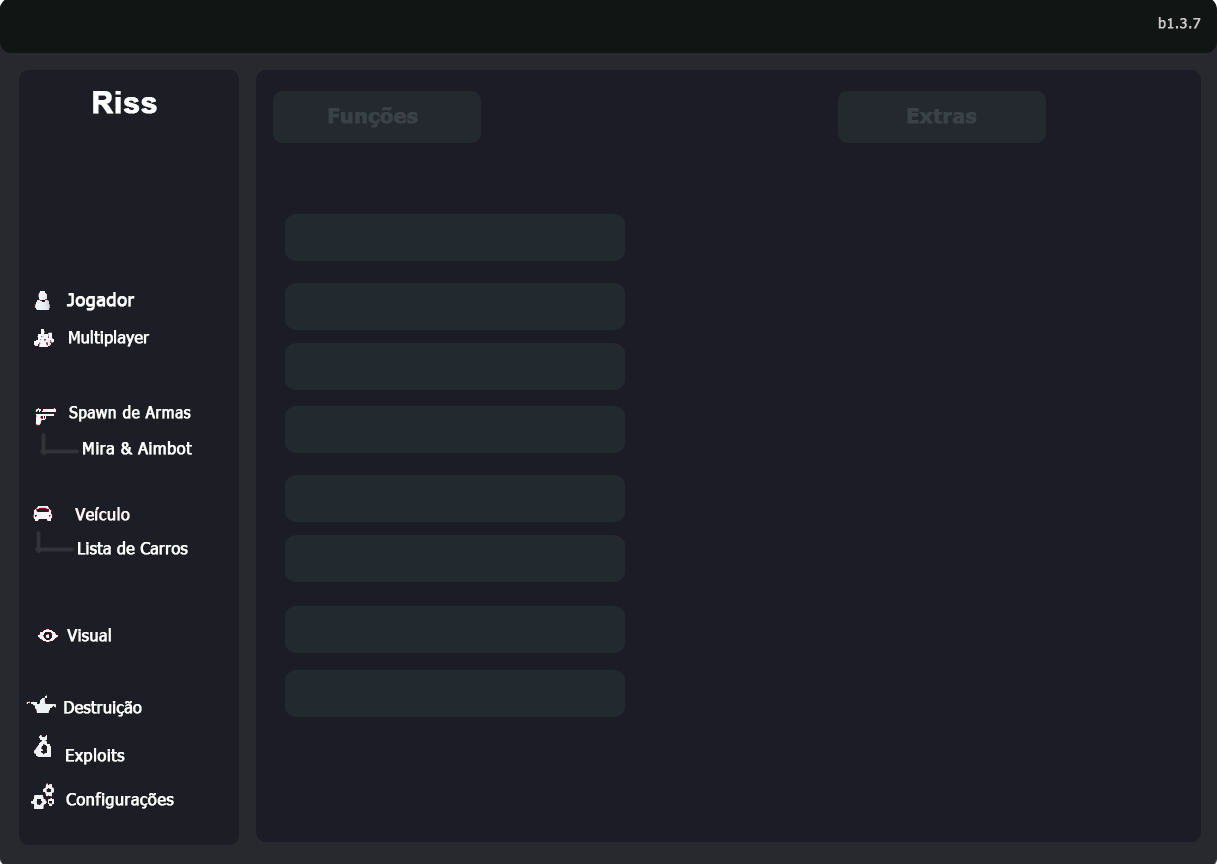 b1.3.7
Riss
Funções
Extras
Jogador
Multiplayer
Spawn de Armas
Mira & Aimbot
Veículo
Lista de Carros
Visual
Destruição
Exploits
Configurações